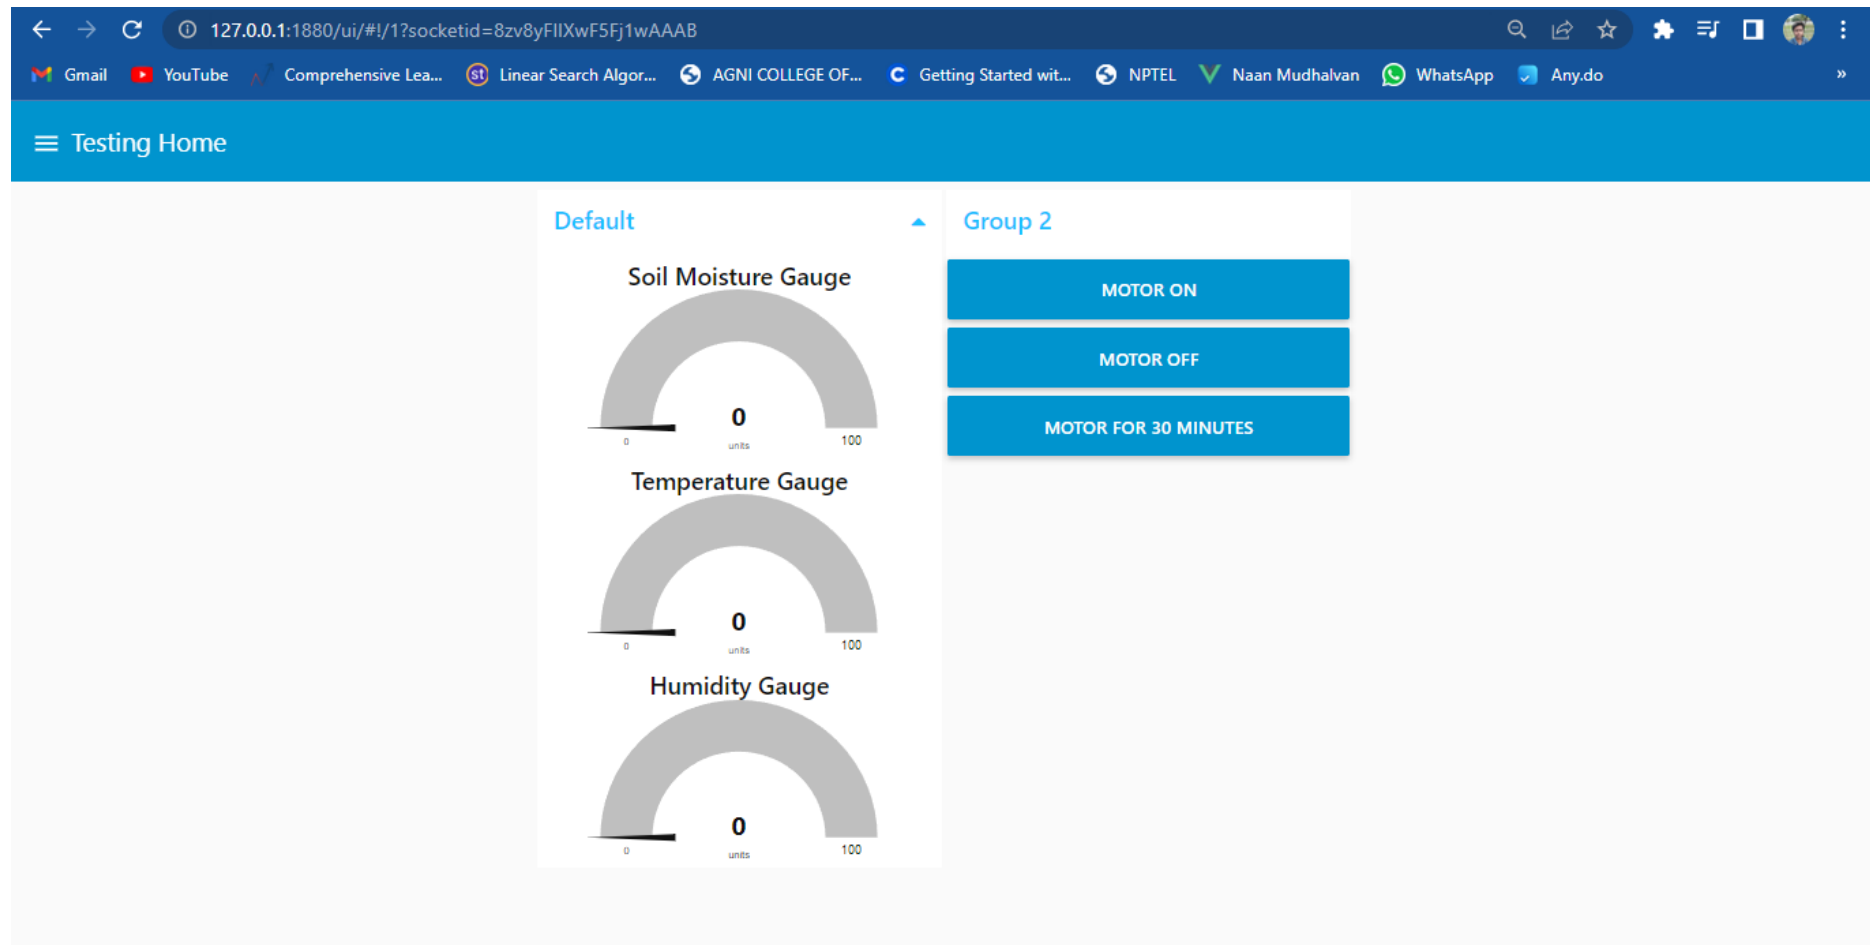 127.0.0.1:1880/ui/#!/1?socketid=8zv8yFIIXwF5Fj1wAAAB
Gmail YouTube Comprehensive Lea... st Linear Search Algor... AGNI COLLEGE OF... C Getting Started wit... NPTEL Naan Mudhalvan WhatsApp Any.do »
Testing Home
Default
Soil Moisture Gauge
0
0 units 100
Temperature Gauge
0
0 units 100
Humidity Gauge
0
0 units 100
Group 2
MOTOR ON
MOTOR OFF
MOTOR FOR 30 MINUTES